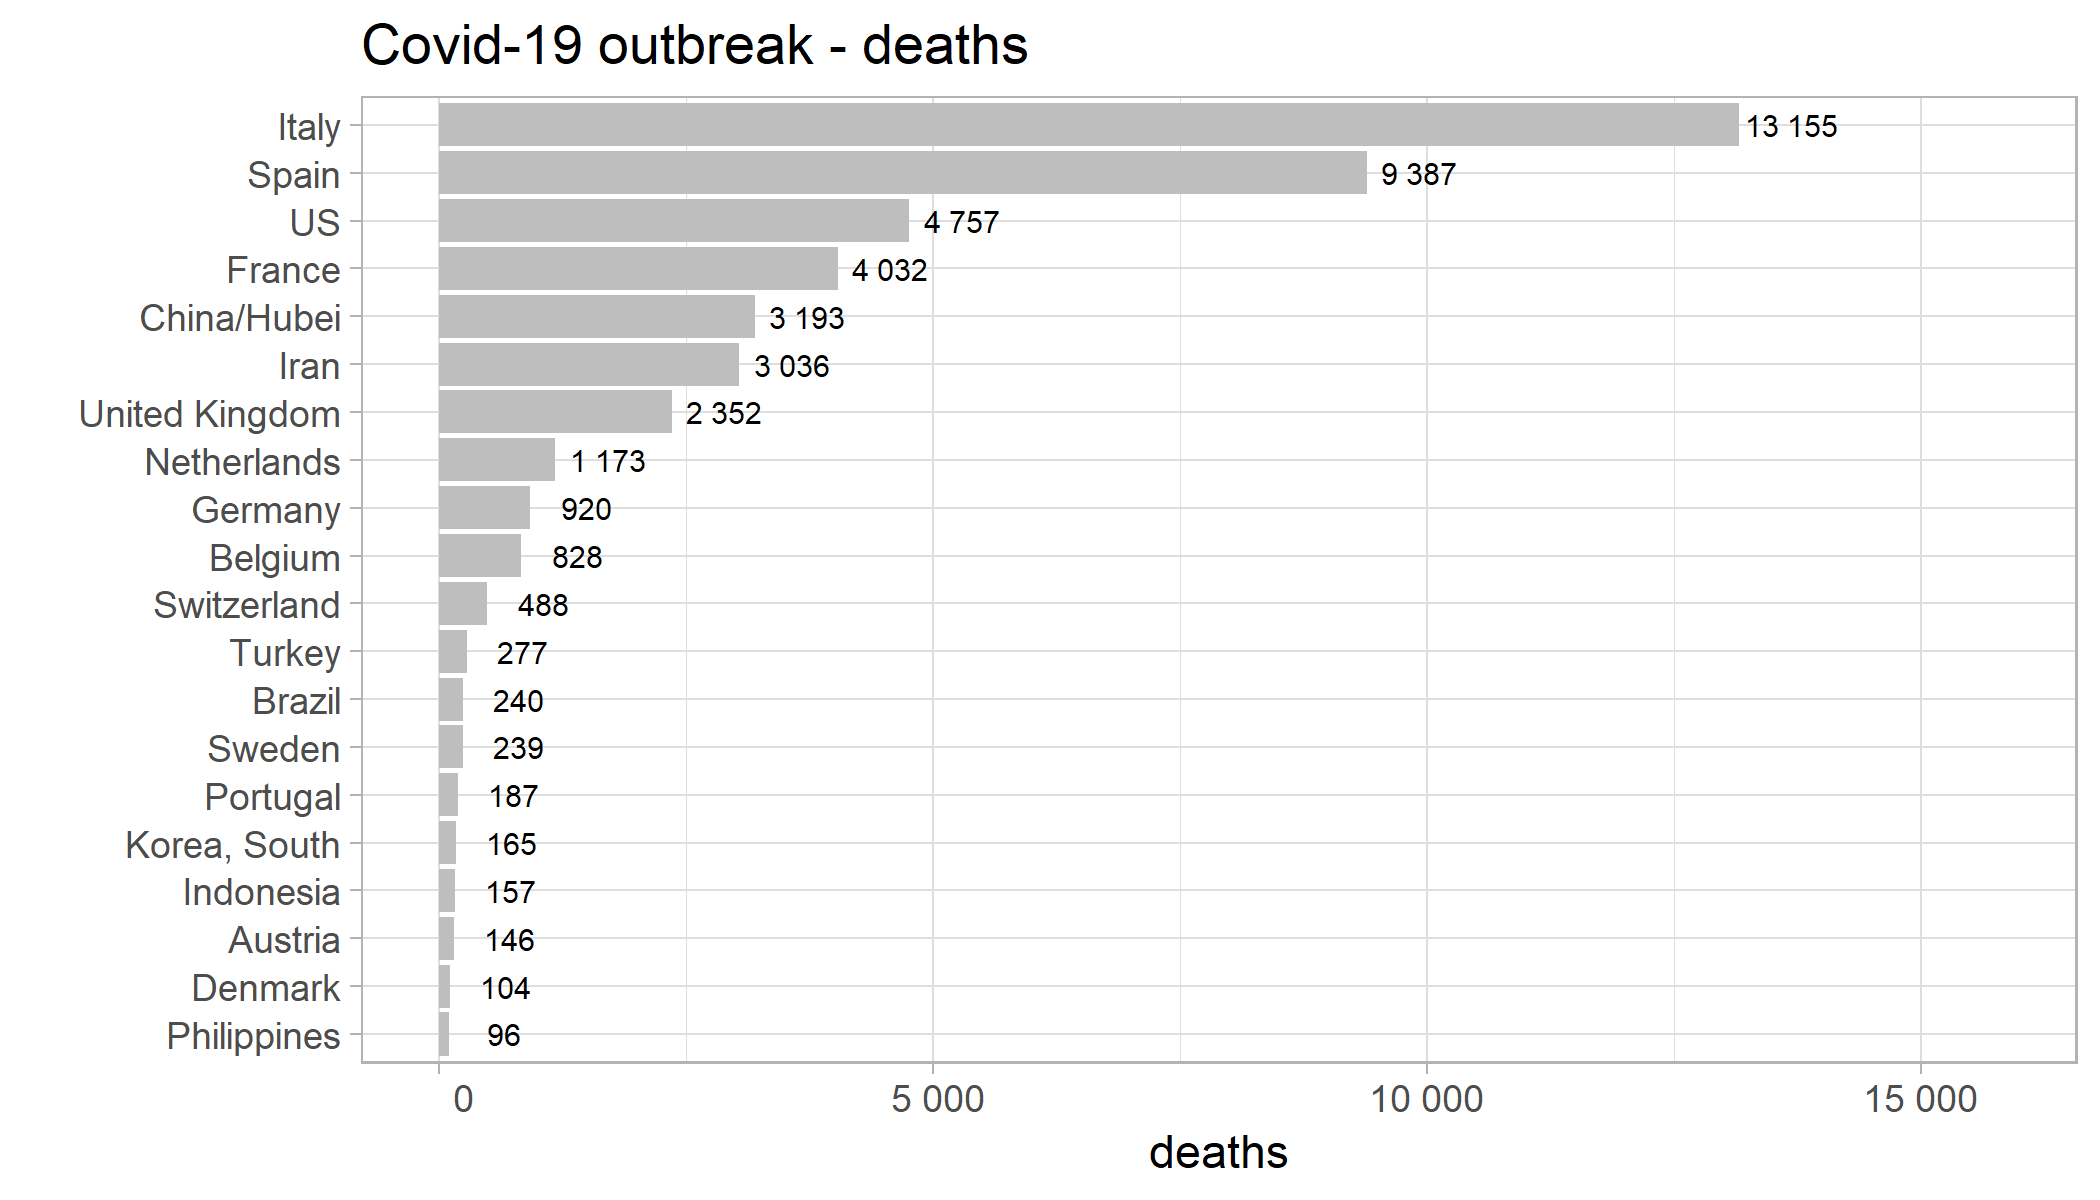 Covid-19 outbreak - deaths
Italy 13 155
Spain 9 387
US 4 757
France 4 032
China/Hubei 3 193
Iran 3 036
United Kingdom 2 352
Netherlands 1 173
Germany 920
Belgium 828
Switzerland 488
Turkey 277
Brazil 240
Sweden 239
Portugal 187
Korea, South 165
Indonesia 157
Austria 146
Denmark 104
Philippines 96
0 5 000 10 000 15 000
deaths